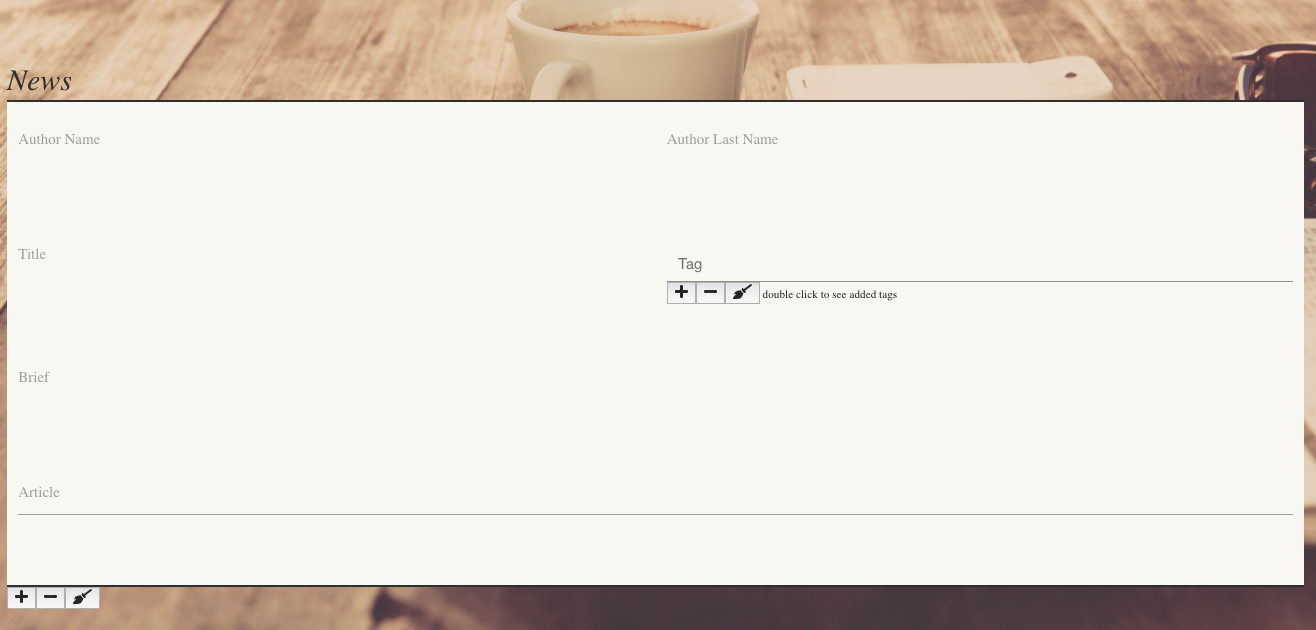 News
Author Name
Author Last Name
Title
Tag
double click to see added tags
Brief
Article